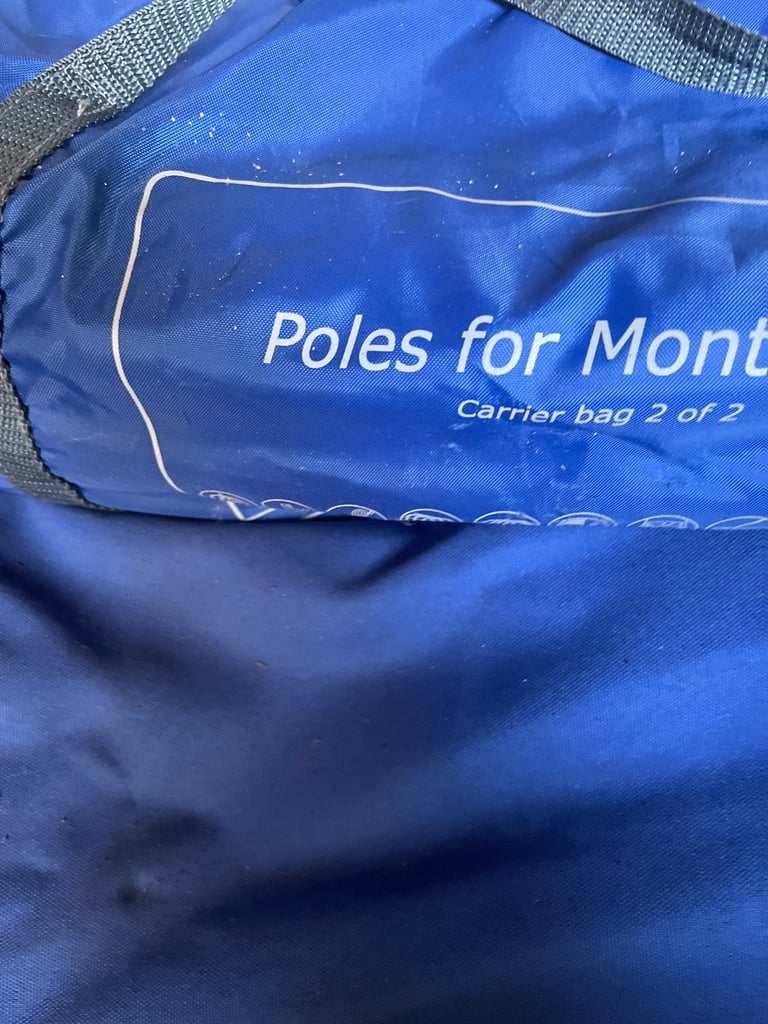 Poles for Mont
Carrier bag 2 of 2